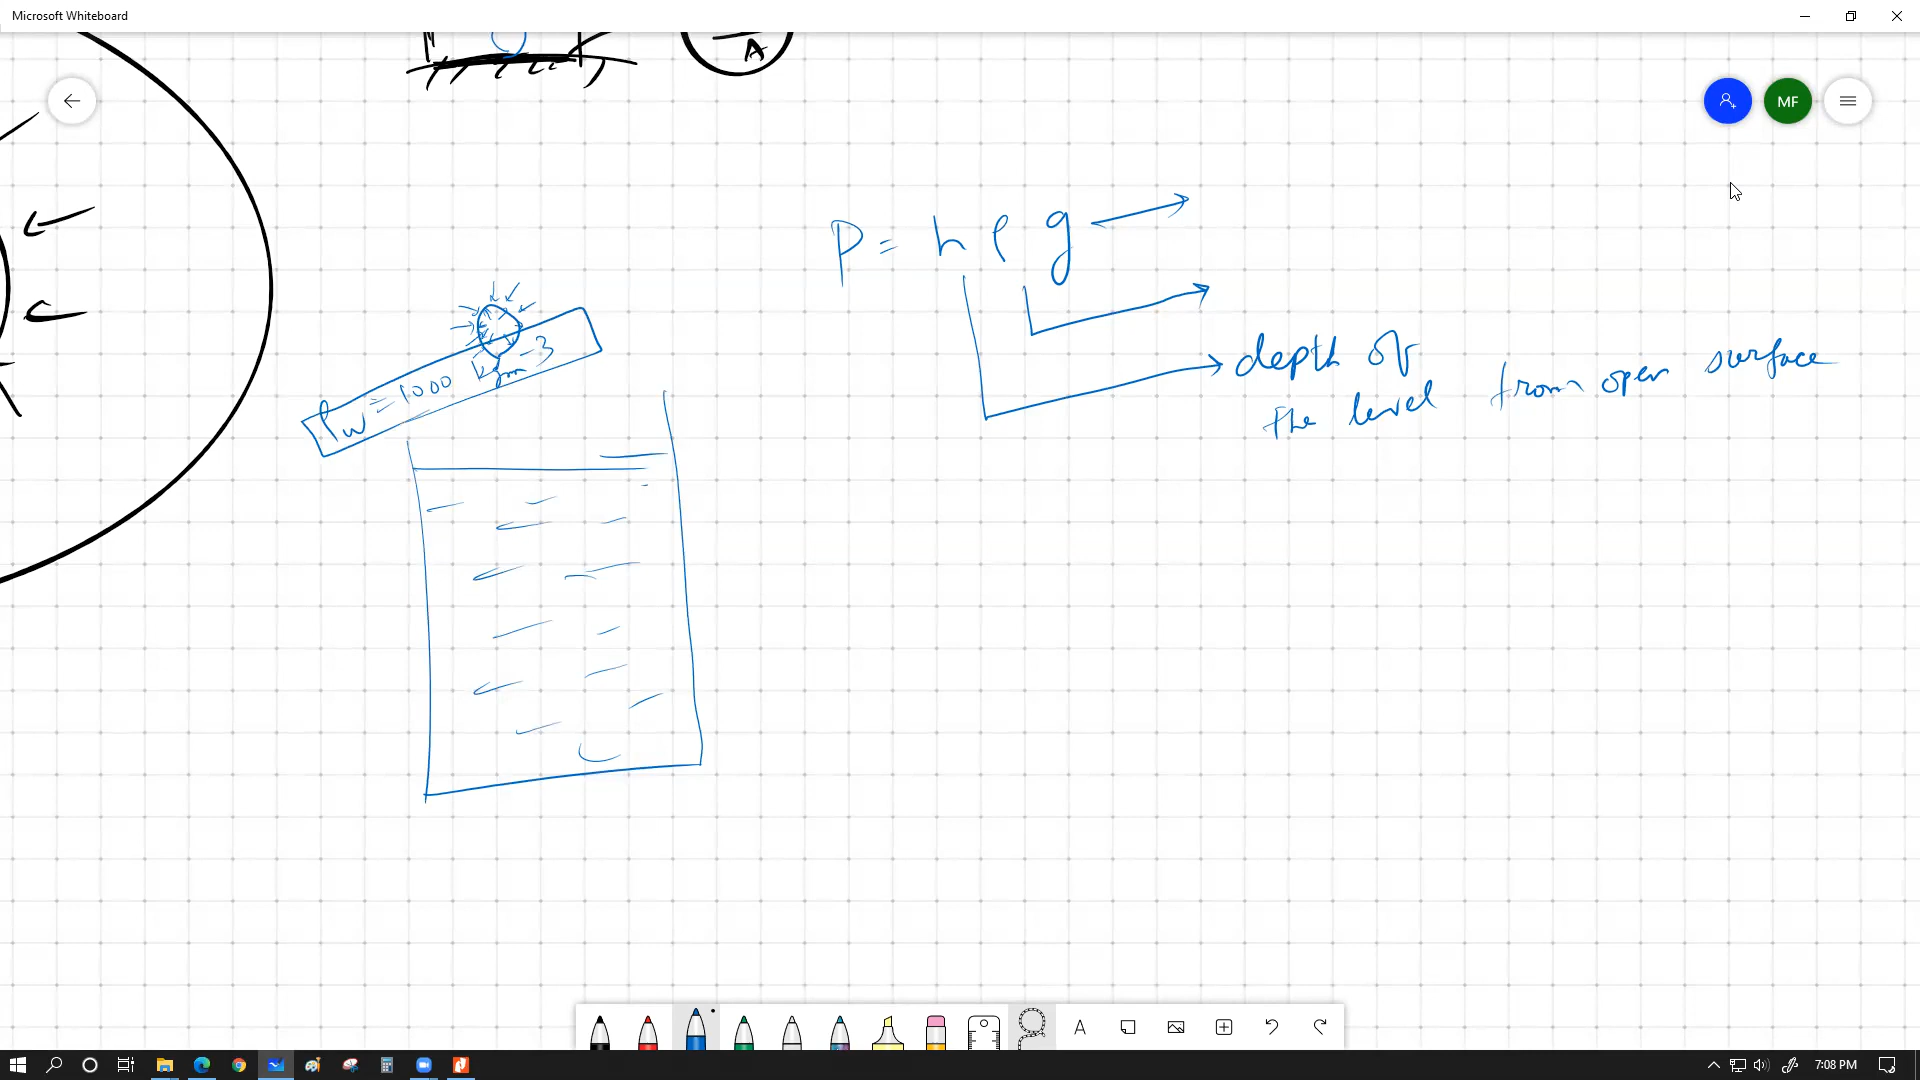 Microsoft Whiteboard
A
MF
P = h ρ g
ρw = 1000 kgm-3
depth of
the level from open surface
A
7:08 PM